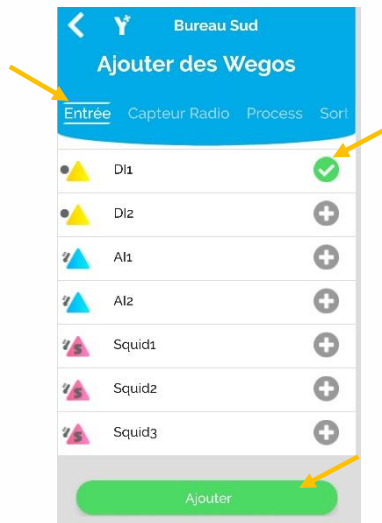 Bureau Sud
Ajouter des Wegos
Entrée Capteur Radio Process Sort
DI1
DI2
AI1
AI2
Squid1
Squid2
Squid3
Ajouter